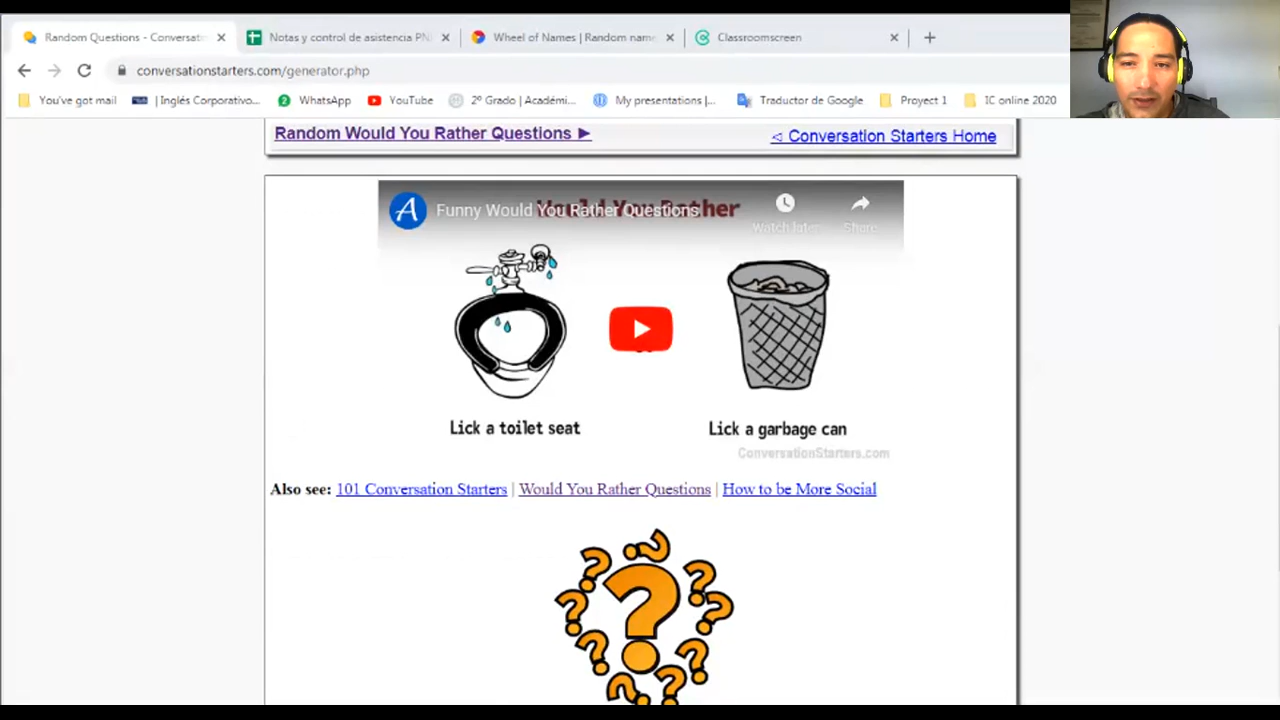 Random Questions - Conversati
Notas y control de asistencia PN
Wheel of Names | Random name
Classroomscreen
conversationstarters.com/generator.php
You've got mail
| Inglés Corporativo...
WhatsApp
YouTube
2º Grado | Académi...
My presentations |...
Traductor de Google
Proyect 1
IC online 2020
Random Would You Rather Questions ►
◅ Conversation Starters Home
Would You Rather
A Funny Would You Rather Questions
Watch later
Share
Lick a toilet seat
Lick a garbage can
ConversationStarters.com
Also see: 101 Conversation Starters | Would You Rather Questions | How to be More Social